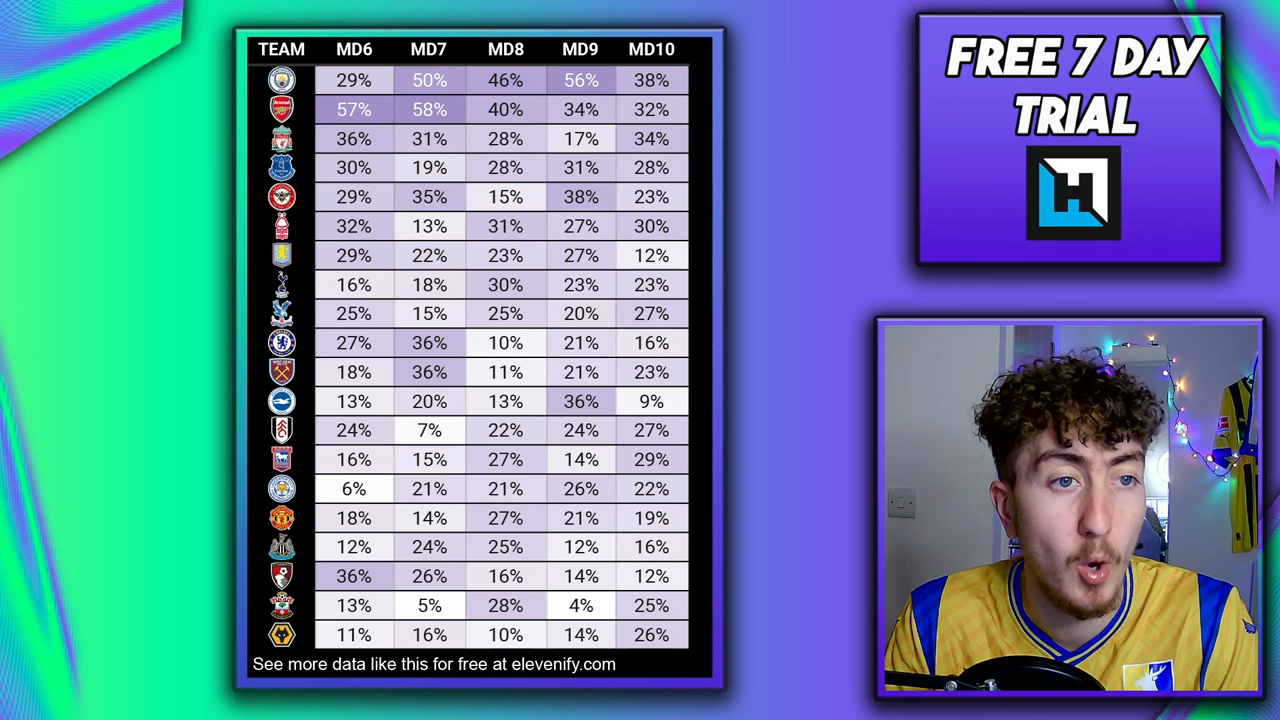 TEAM MD6 MD7 MD8 MD9 MD10
29% 50% 46% 56% 38%
Arsenal 57% 58% 40% 34% 32%
36% 31% 28% 17% 34%
30% 19% 28% 31% 28%
29% 35% 15% 38% 23%
32% 13% 31% 27% 30%
29% 22% 23% 27% 12%
16% 18% 30% 23% 23%
25% 15% 25% 20% 27%
27% 36% 10% 21% 16%
18% 36% 11% 21% 23%
13% 20% 13% 36% 9%
24% 7% 22% 24% 27%
16% 15% 27% 14% 29%
6% 21% 21% 26% 22%
18% 14% 27% 21% 19%
12% 24% 25% 12% 16%
36% 26% 16% 14% 12%
13% 5% 28% 4% 25%
11% 16% 10% 14% 26%
See more data like this for free at elevenify.com
FREE 7 DAY
TRIAL
H